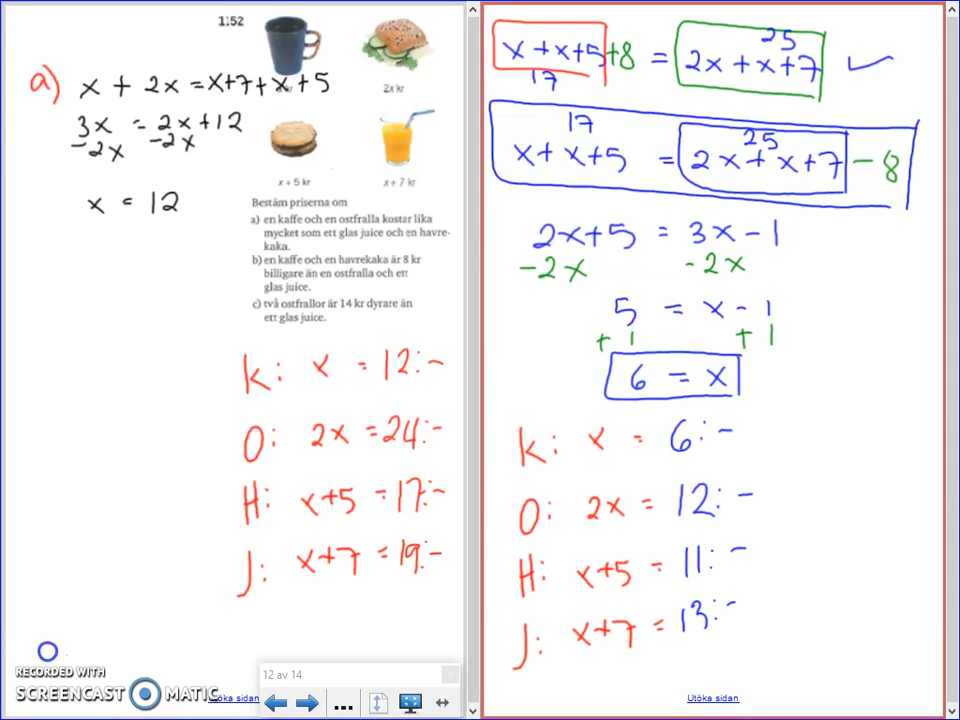 1152
a) x + 2x = x+7+x+5
3x = 2x+12
-2x -2x
x = 12
2x kr
x + 5 kr
x + 7 kr
Bestäm priserna om
a) en kaffe och en ostfralla kostar lika
mycket som ett glas juice och en havre-
kaka.
b) en kaffe och en havrekaka är 8 kr
billigare än en ostfralla och ett
glas juice.
c) två ostfrallor är 14 kr dyrare än
ett glas juice.
K: x = 12:-
O: 2x = 24:-
H: x+5 = 17:-
J: x+7 = 19:-
RECORDED WITH
SCREENCAST MATIC
Utöka sidan
12 av 14
25
x+x+5+8 = 2x+x+7
17
17 25
x+x+5 = 2x+x+7 - 8
2x+5 = 3x-1
-2x -2x
5 = x-1
+1 +1
6 = x
K: x = 6:-
O: 2x = 12:-
H: x+5 = 11:-
J: x+7 = 13:-
Utöka sidan